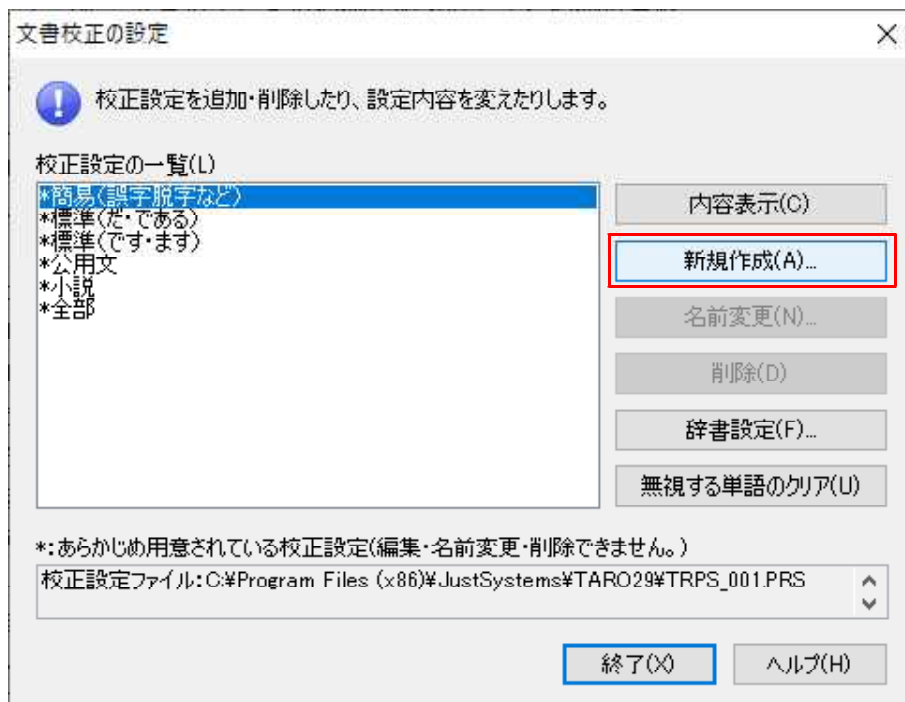 文書校正の設定
校正設定を追加・削除したり、設定内容を変えたりします。
校正設定の一覧(L)
*簡易(誤字脱字など)
*標準(だ・である)
*標準(です・ます)
*公用文
*小説
*全部
内容表示(C)
新規作成(A)...
名前変更(N)...
削除(D)
辞書設定(F)...
無視する単語のクリア(U)
*:あらかじめ用意されている校正設定(編集・名前変更・削除できません。)
校正設定ファイル:C:¥Program Files (x86)¥JustSystems¥TARO29¥TRPS_001.PRS
終了(X)
ヘルプ(H)